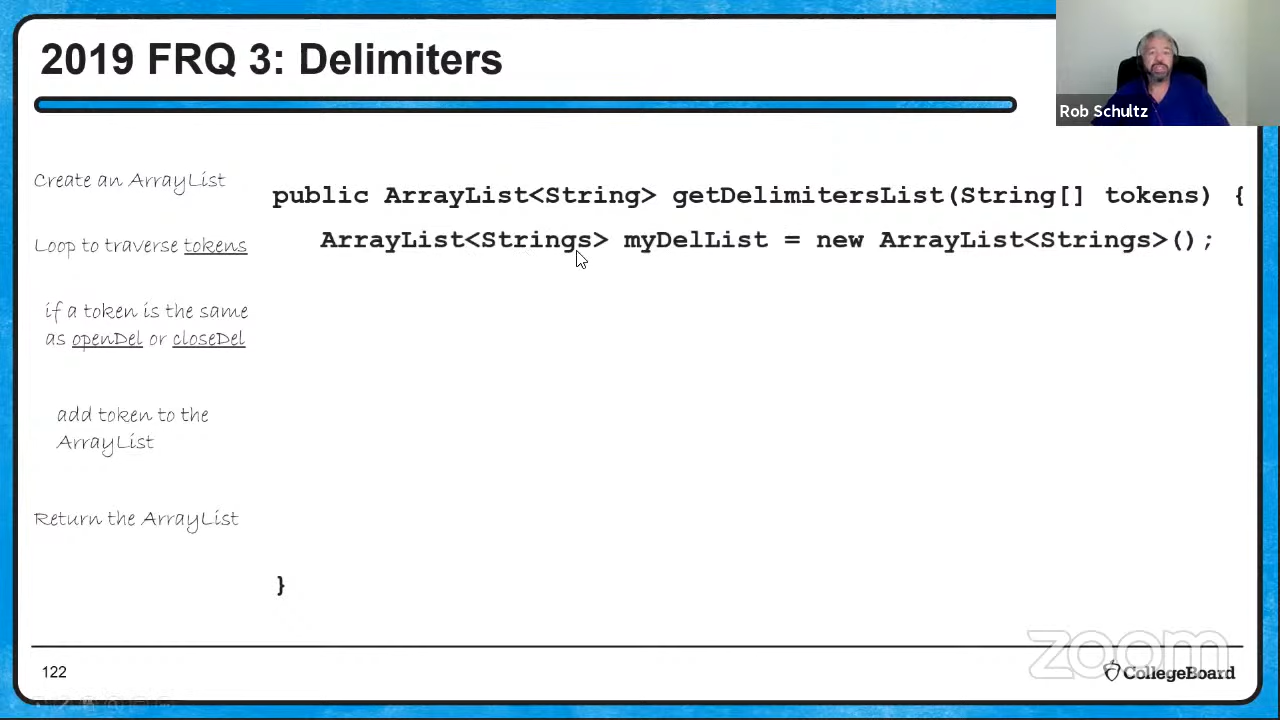 2019 FRQ 3: Delimiters
Rob Schultz
Create an ArrayList
public ArrayList<String> getDelimitersList(String[] tokens) {
Loop to traverse tokens
ArrayList<Strings> myDelList = new ArrayList<Strings>();
if a token is the same
as openDel or closeDel
add token to the
ArrayList
Return the ArrayList
}
zoom
122
CollegeBoard